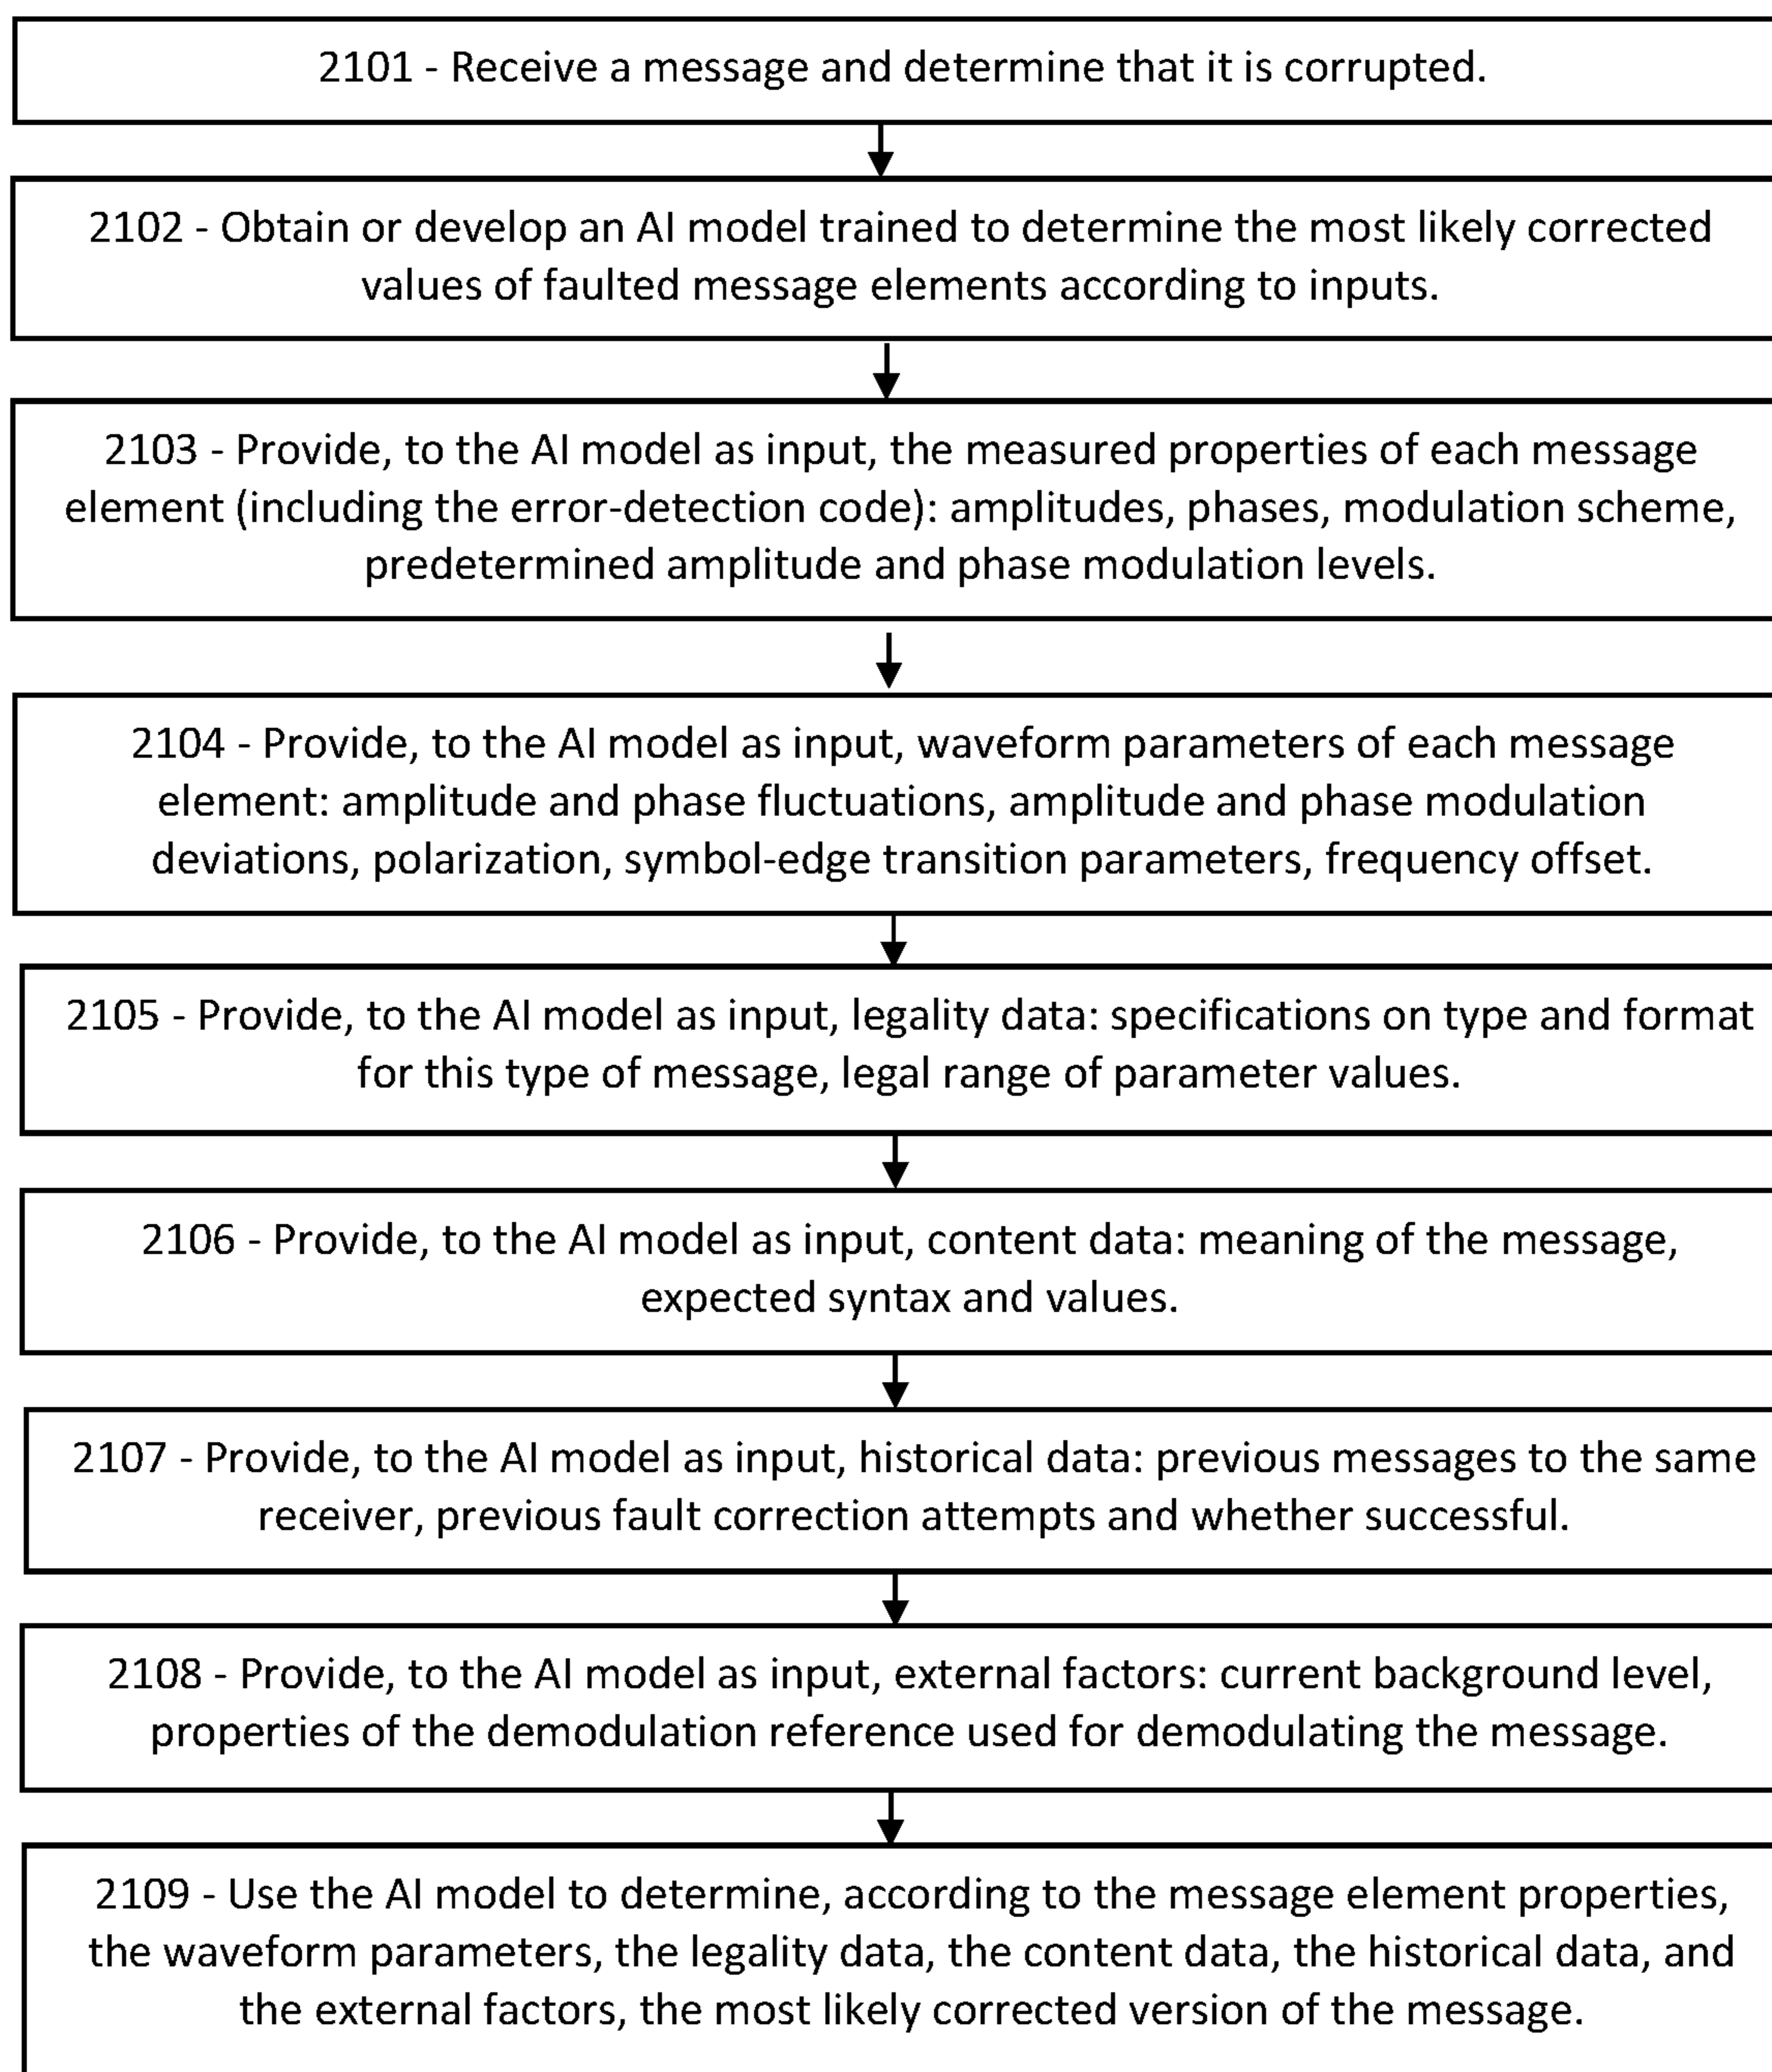 2101 - Receive a message and determine that it is corrupted.
2102 - Obtain or develop an AI model trained to determine the most likely corrected
values of faulted message elements according to inputs.
2103 - Provide, to the AI model as input, the measured properties of each message
element (including the error-detection code): amplitudes, phases, modulation scheme,
predetermined amplitude and phase modulation levels.
2104 - Provide, to the AI model as input, waveform parameters of each message
element: amplitude and phase fluctuations, amplitude and phase modulation
deviations, polarization, symbol-edge transition parameters, frequency offset.
2105 - Provide, to the AI model as input, legality data: specifications on type and format
for this type of message, legal range of parameter values.
2106 - Provide, to the AI model as input, content data: meaning of the message,
expected syntax and values.
2107 - Provide, to the AI model as input, historical data: previous messages to the same
receiver, previous fault correction attempts and whether successful.
2108 - Provide, to the AI model as input, external factors: current background level,
properties of the demodulation reference used for demodulating the message.
2109 - Use the AI model to determine, according to the message element properties,
the waveform parameters, the legality data, the content data, the historical data, and
the external factors, the most likely corrected version of the message.